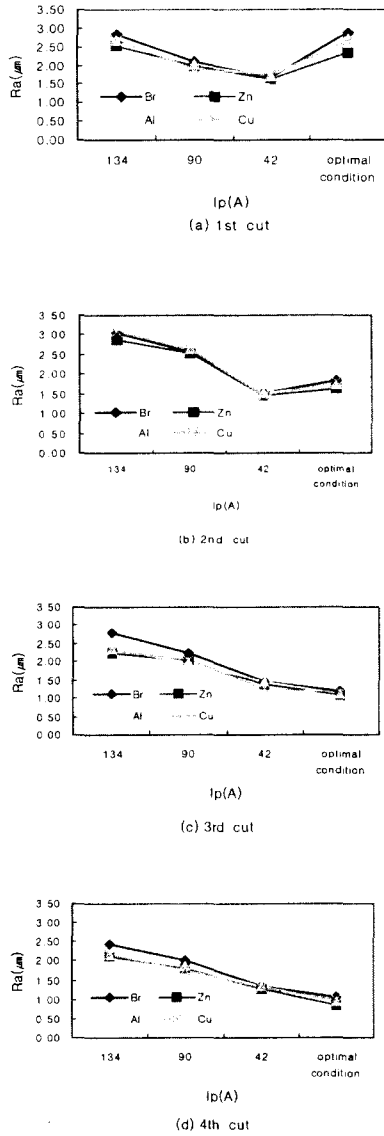 3.50
3.00
2.50
2.00
1.50
1.00
0.50
0.00
Ra(㎛)
Br Zn
Al Cu
134 90 42 optimal condition
Ip(A)
(a) 1st cut
3 50
3 00
2 50
2 00
1 50
1 00
0 50
0 00
Ra(㎛)
Br Zn
Al Cu
134 90 42 optimal condition
Ip(A)
(b) 2nd cut
3 50
3 00
2 50
2 00
1 50
1 00
0 50
0 00
Ra(㎛)
Br Zn
Al Cu
134 90 42 optimal condition
Ip(A)
(c) 3rd cut
3 50
3 00
2 50
2 00
1 50
1 00
0 50
0 00
Ra(㎛)
Br Zn
Al Cu
134 90 42 optimal condition
Ip(A)
(d) 4th cut